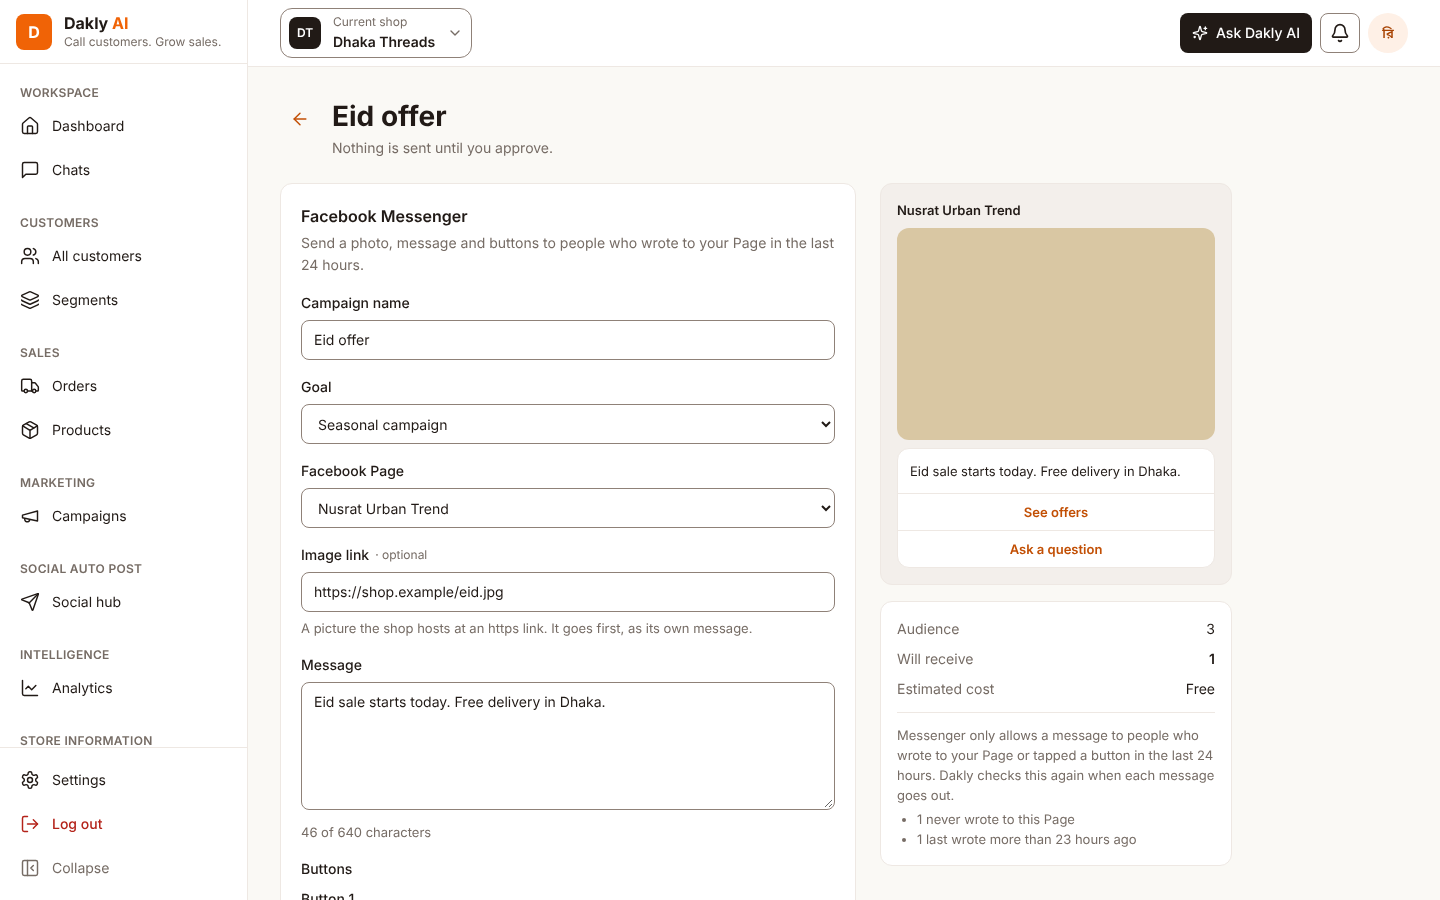 D
Dakly AI
Call customers. Grow sales.
DT
Current shop
Dhaka Threads
Ask Dakly AI
রি
WORKSPACE
Dashboard
Chats
CUSTOMERS
All customers
Segments
SALES
Orders
Products
MARKETING
Campaigns
SOCIAL AUTO POST
Social hub
INTELLIGENCE
Analytics
STORE INFORMATION
Settings
Log out
Collapse
Eid offer
Nothing is sent until you approve.
Facebook Messenger
Send a photo, message and buttons to people who wrote to your Page in the last
24 hours.
Campaign name
Eid offer
Goal
Seasonal campaign
Facebook Page
Nusrat Urban Trend
Image link · optional
https://shop.example/eid.jpg
A picture the shop hosts at an https link. It goes first, as its own message.
Message
Eid sale starts today. Free delivery in Dhaka.
46 of 640 characters
Buttons
Button 1
Nusrat Urban Trend
Eid sale starts today. Free delivery in Dhaka.
See offers
Ask a question
Audience 3
Will receive 1
Estimated cost Free
Messenger only allows a message to people who
wrote to your Page or tapped a button in the last 24
hours. Dakly checks this again when each message
goes out.
• 1 never wrote to this Page
• 1 last wrote more than 23 hours ago